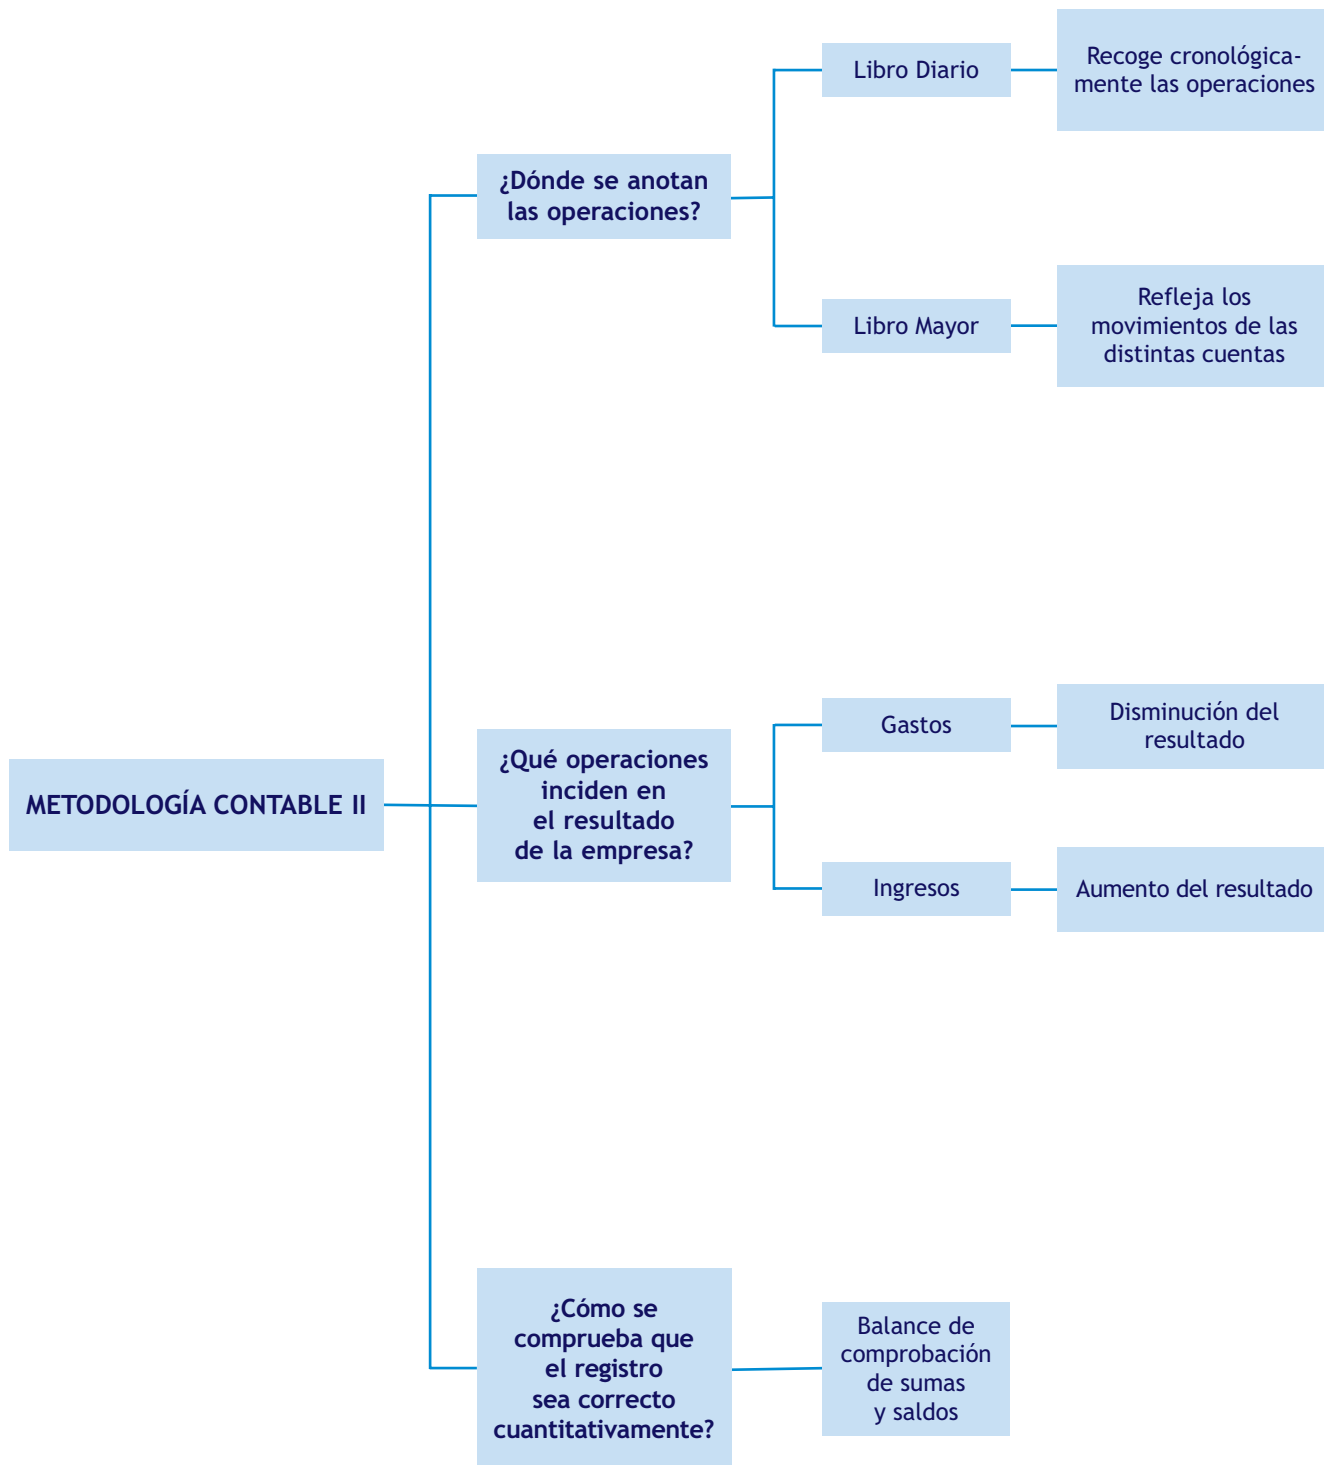 Libro Diario
Recoge cronológica-
mente las operaciones
¿Dónde se anotan
las operaciones?
Libro Mayor
Refleja los
movimientos de las
distintas cuentas
METODOLOGÍA CONTABLE II
¿Qué operaciones
inciden en
el resultado
de la empresa?
Gastos
Disminución del
resultado
Ingresos
Aumento del resultado
¿Cómo se
comprueba que
el registro
sea correcto
cuantitativamente?
Balance de
comprobación
de sumas
y saldos